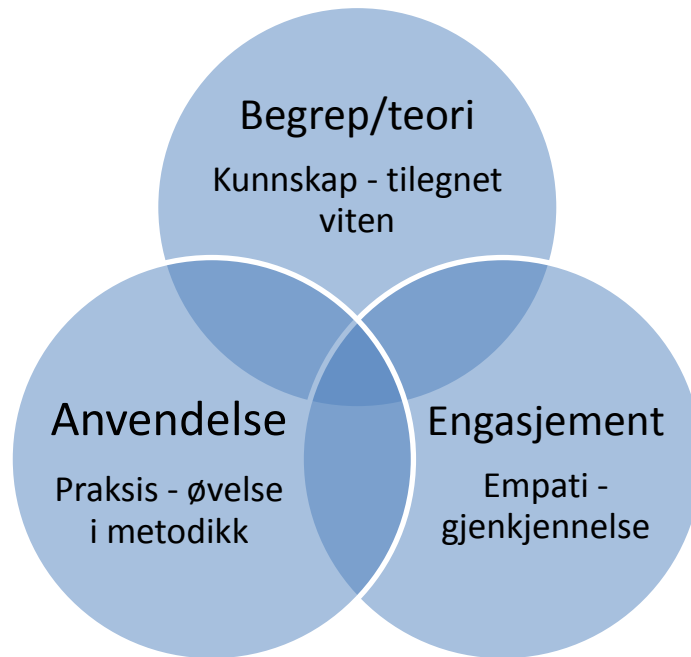 Begrep/teori
Kunnskap - tilegnet
viten
Anvendelse
Praksis - øvelse
i metodikk
Engasjement
Empati -
gjenkjennelse